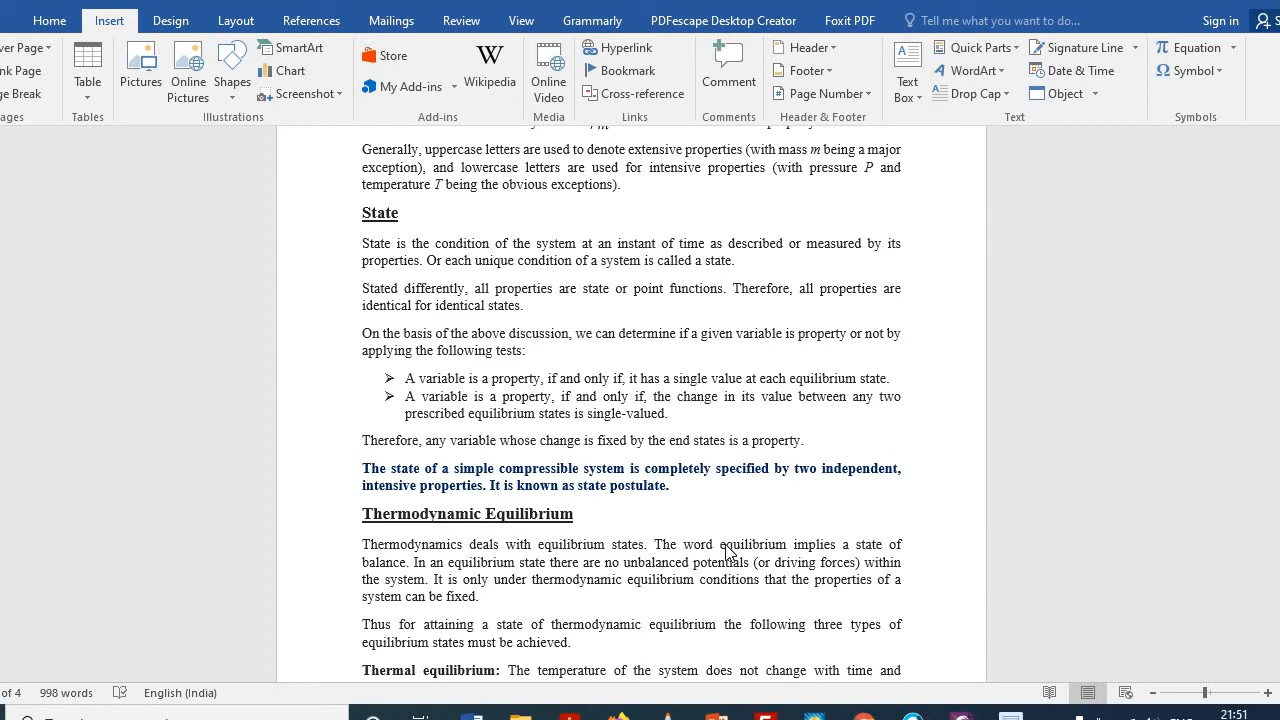 Home Insert Design Layout References Mailings Review View Grammarly PDFescape Desktop Creator Foxit PDF Tell me what you want to do... Sign in
Table
Pictures
Online Pictures
Shapes
SmartArt
Chart
Screenshot
Store
My Add-ins
Wikipedia
Online Video
Hyperlink
Bookmark
Cross-reference
Comment
Header
Footer
Page Number
Text Box
Quick Parts
WordArt
Drop Cap
Signature Line
Date & Time
Object
Equation
Symbol
Tables Illustrations Add-ins Media Links Comments Header & Footer Text Symbols
Generally, uppercase letters are used to denote extensive properties (with mass m being a major
exception), and lowercase letters are used for intensive properties (with pressure P and
temperature T being the obvious exceptions).
State
State is the condition of the system at an instant of time as described or measured by its
properties. Or each unique condition of a system is called a state.
Stated differently, all properties are state or point functions. Therefore, all properties are
identical for identical states.
On the basis of the above discussion, we can determine if a given variable is property or not by
applying the following tests:
➢ A variable is a property, if and only if, it has a single value at each equilibrium state.
➢ A variable is a property, if and only if, the change in its value between any two
prescribed equilibrium states is single-valued.
Therefore, any variable whose change is fixed by the end states is a property.
The state of a simple compressible system is completely specified by two independent,
intensive properties. It is known as state postulate.
Thermodynamic Equilibrium
Thermodynamics deals with equilibrium states. The word equilibrium implies a state of
balance. In an equilibrium state there are no unbalanced potentials (or driving forces) within
the system. It is only under thermodynamic equilibrium conditions that the properties of a
system can be fixed.
Thus for attaining a state of thermodynamic equilibrium the following three types of
equilibrium states must be achieved.
Thermal equilibrium: The temperature of the system does not change with time and
of 4 998 words English (India)
21:51